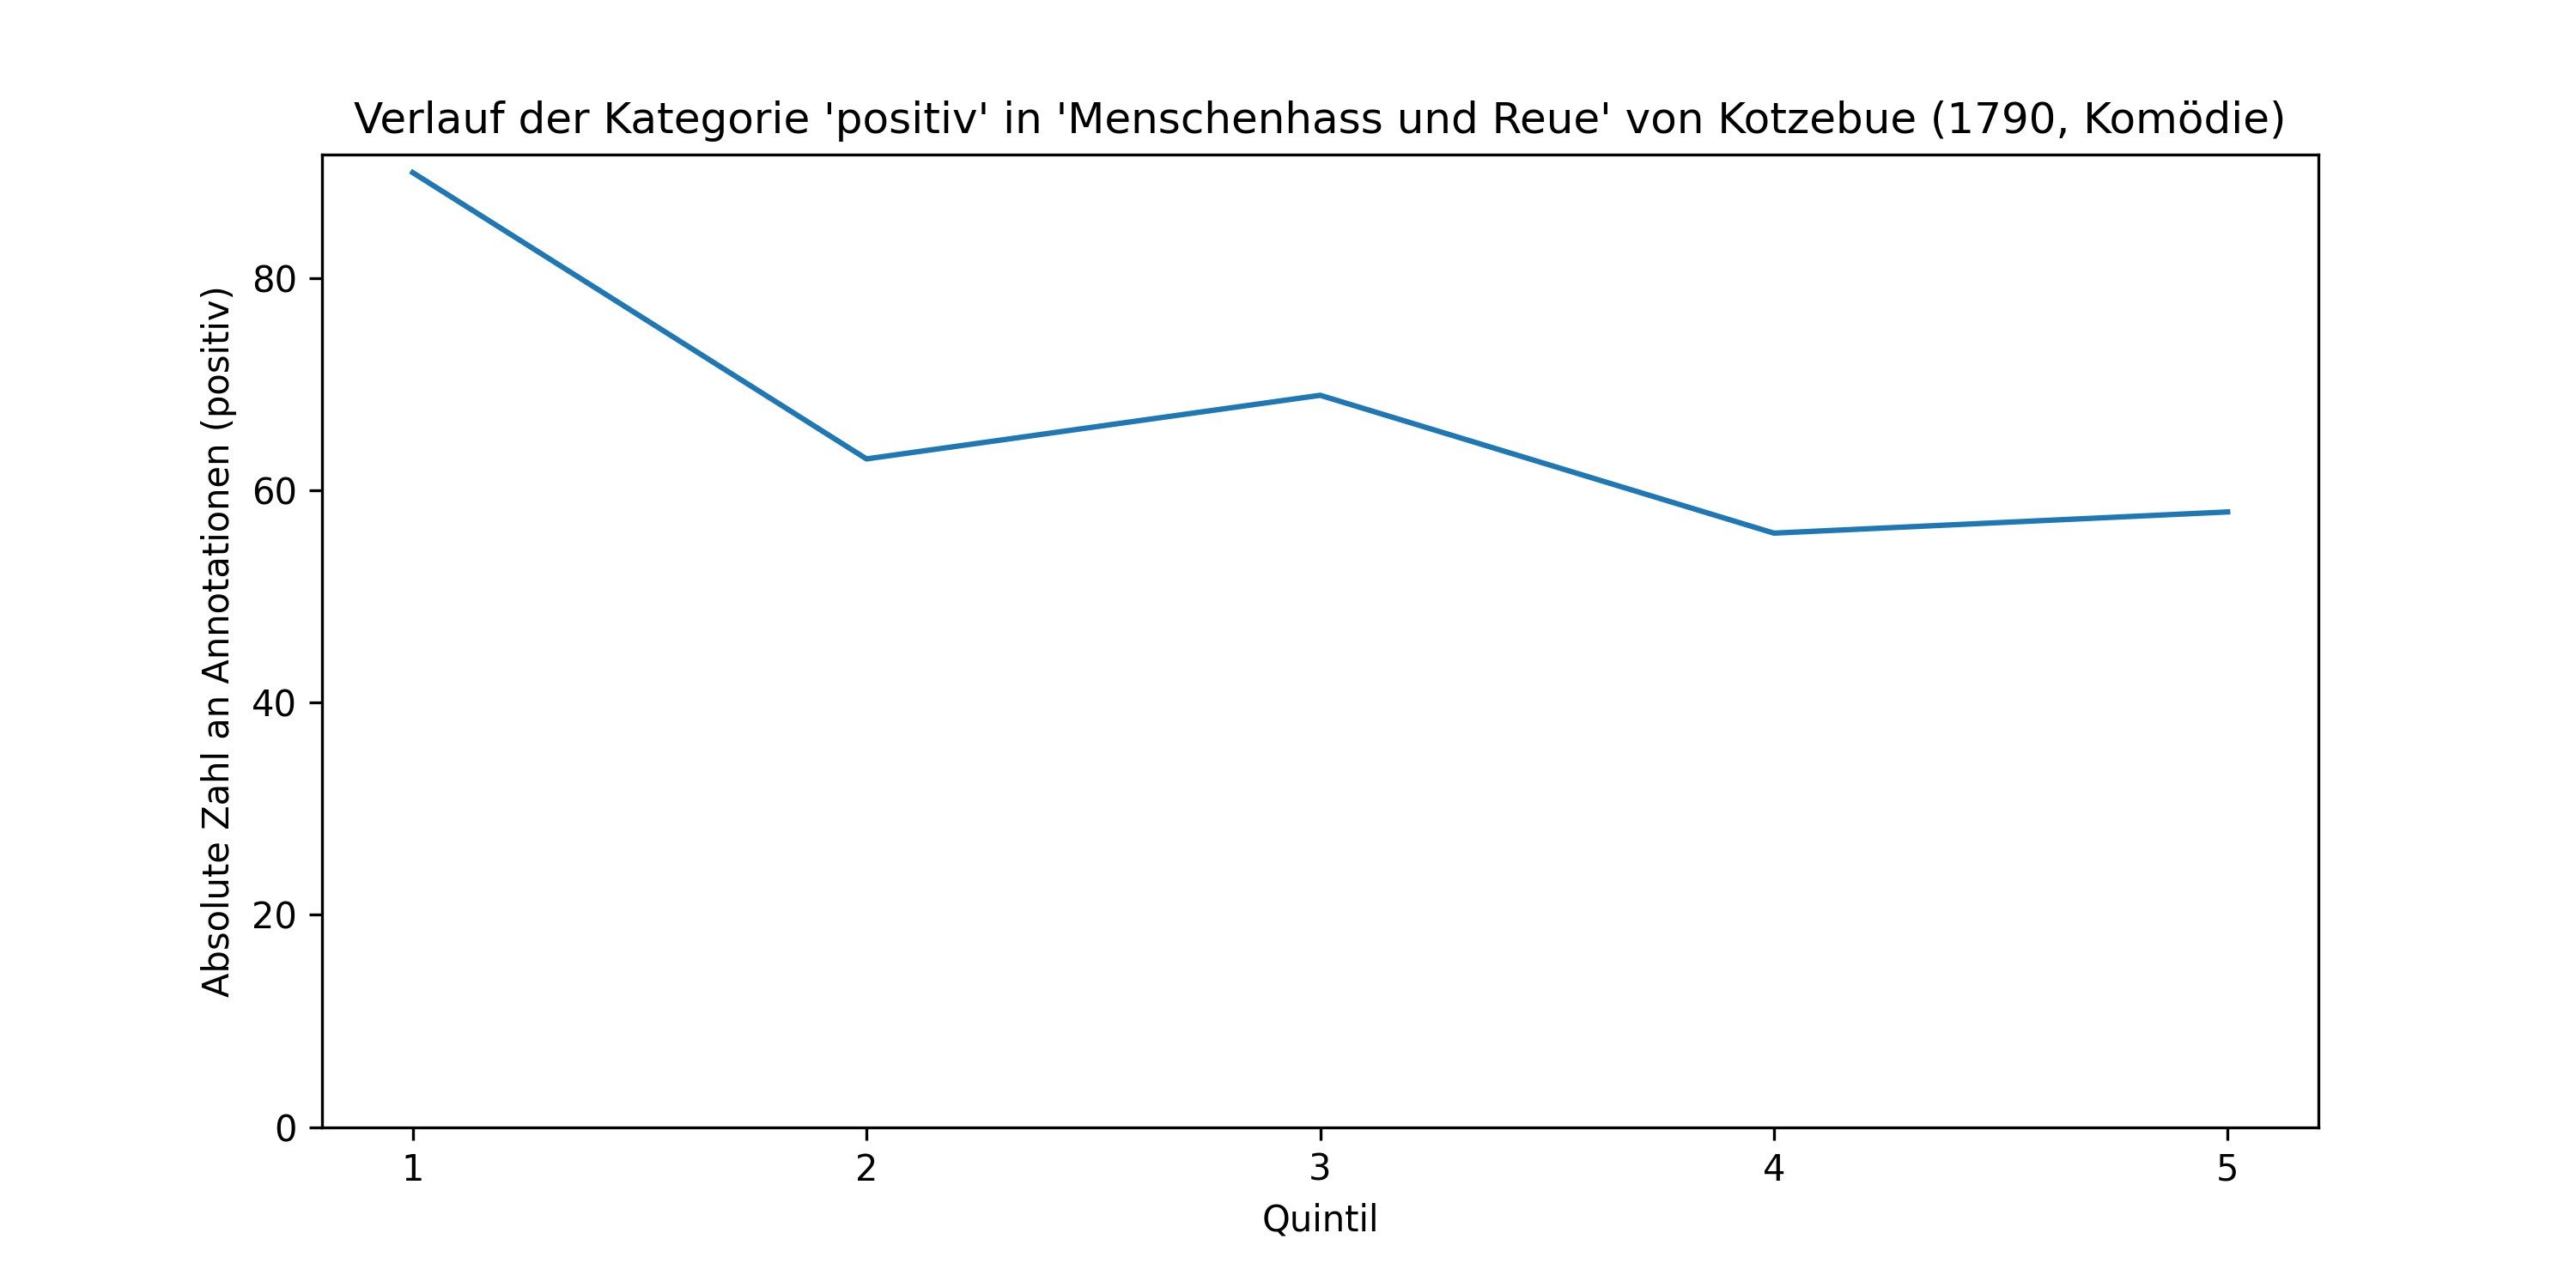 Verlauf der Kategorie 'positiv' in 'Menschenhass und Reue' von Kotzebue (1790, Komödie)
Absolute Zahl an Annotationen (positiv)
80
60
40
20
0
1 2 3 4 5
Quintil